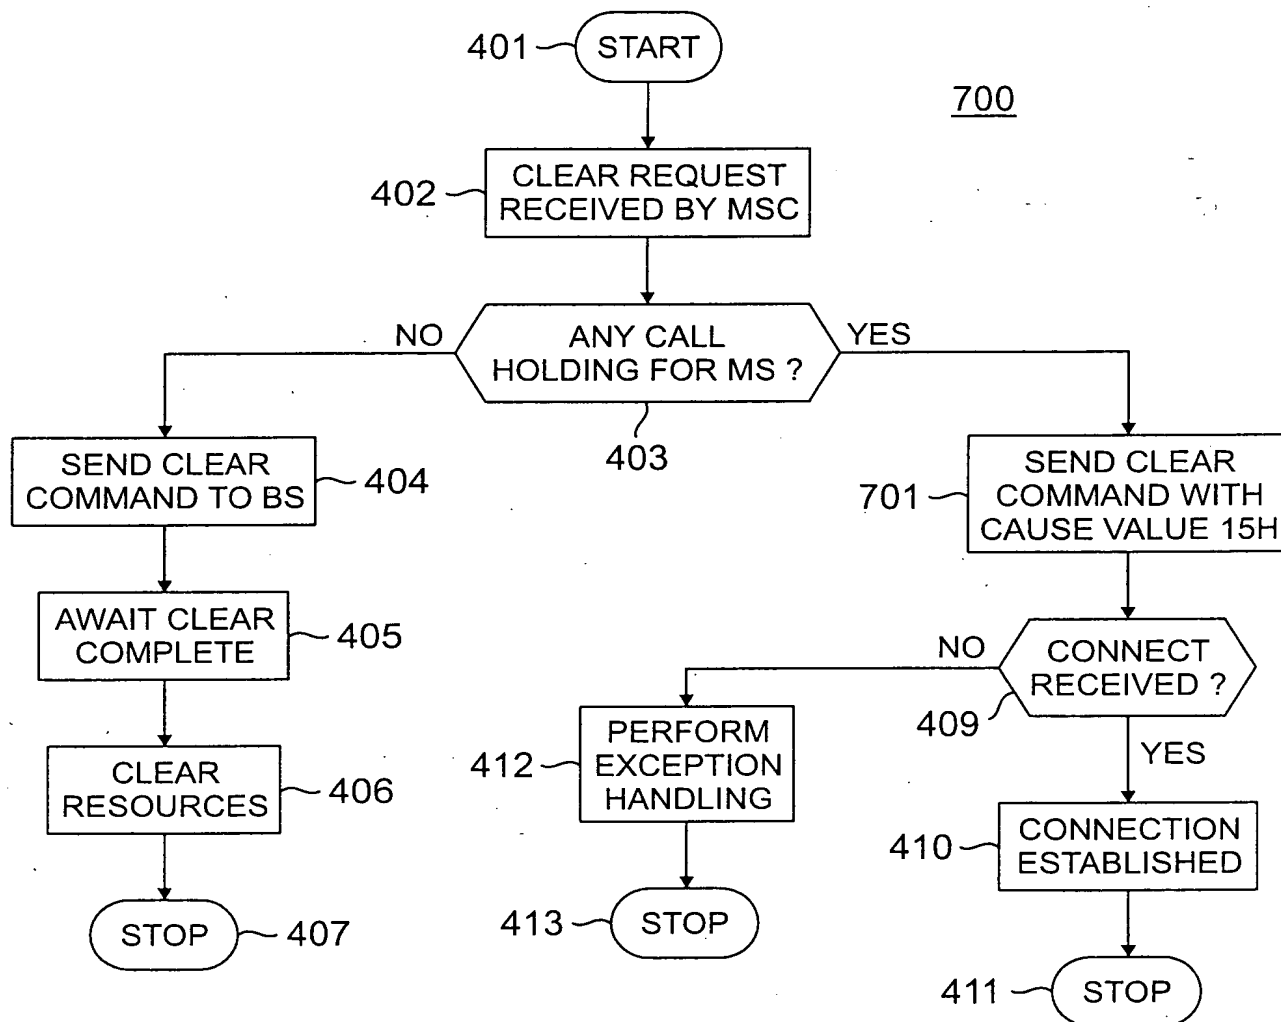 401
START
700
402
CLEAR REQUEST
RECEIVED BY MSC
NO
ANY CALL
HOLDING FOR MS ?
YES
403
SEND CLEAR
COMMAND TO BS
404
701
SEND CLEAR
COMMAND WITH
CAUSE VALUE 15H
AWAIT CLEAR
COMPLETE
405
NO
CONNECT
RECEIVED ?
409
412
PERFORM
EXCEPTION
HANDLING
YES
CLEAR
RESOURCES
406
410
CONNECTION
ESTABLISHED
STOP
407
413
STOP
411
STOP